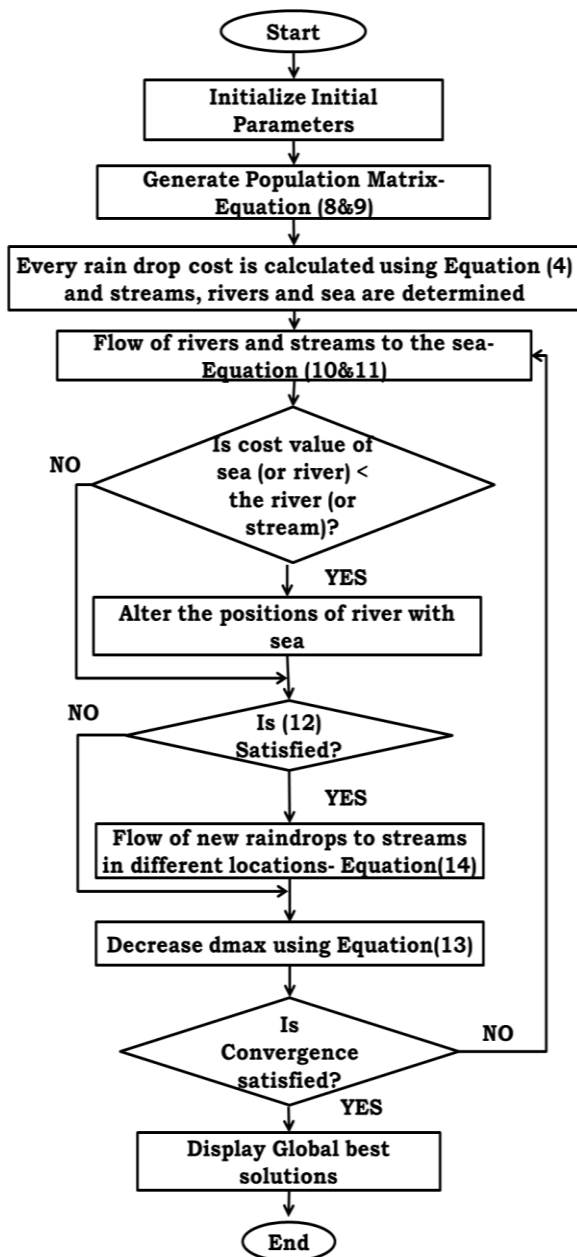 Start
Initialize Initial
Parameters
Generate Population Matrix-
Equation (8&9)
Every rain drop cost is calculated using Equation (4)
and streams, rivers and sea are determined
Flow of rivers and streams to the sea-
Equation (10&11)
Is cost value of
sea (or river) <
the river (or
stream)?
NO
YES
Alter the positions of river with
sea
NO
Is (12)
Satisfied?
YES
Flow of new raindrops to streams
in different locations- Equation(14)
Decrease dmax using Equation(13)
Is
Convergence
satisfied?
NO
YES
Display Global best
solutions
End